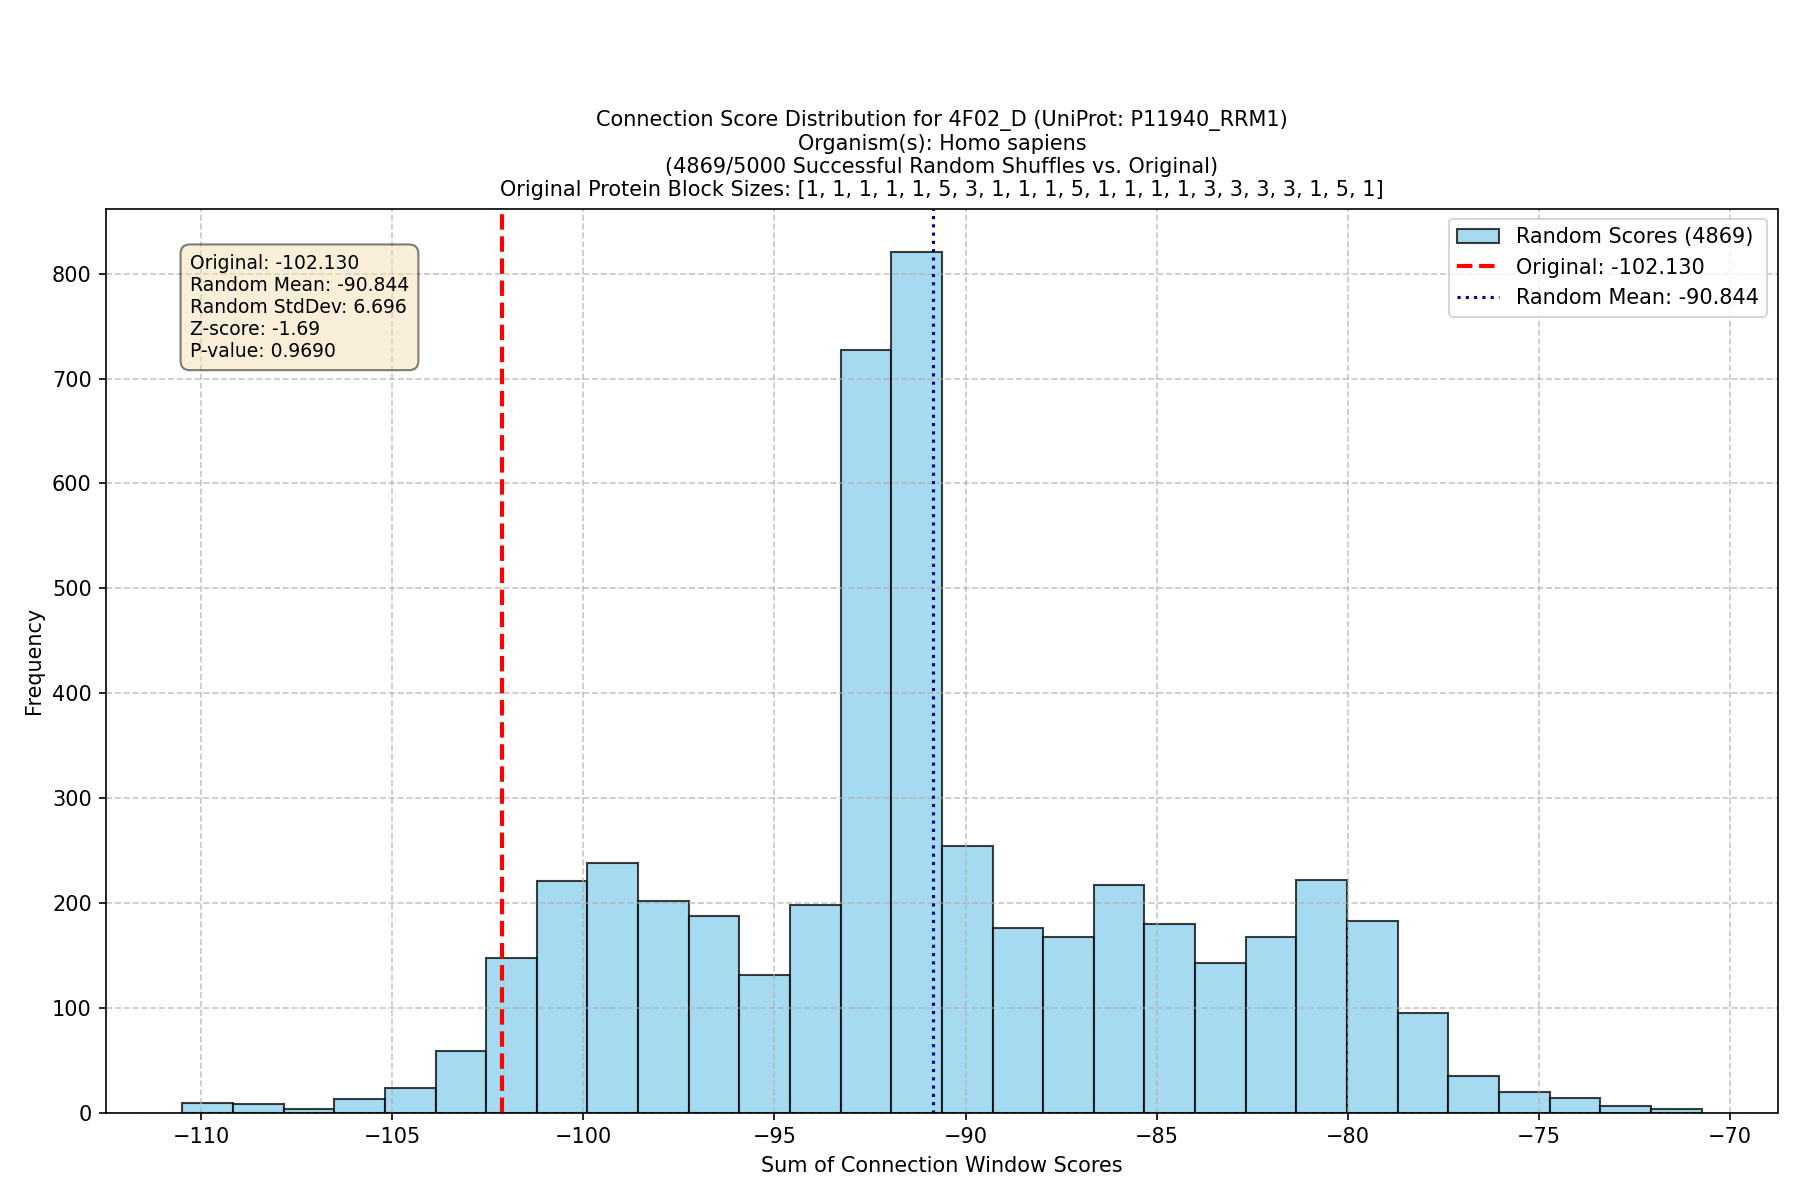 Connection Score Distribution for 4F02_D (UniProt: P11940_RRM1)
Organism(s): Homo sapiens
(4869/5000 Successful Random Shuffles vs. Original)
Original Protein Block Sizes: [1, 1, 1, 1, 1, 5, 3, 1, 1, 1, 5, 1, 1, 1, 1, 3, 3, 3, 3, 1, 5, 1]
Original: -102.130
Random Mean: -90.844
Random StdDev: 6.696
Z-score: -1.69
P-value: 0.9690
Random Scores (4869)
Original: -102.130
Random Mean: -90.844
Frequency
800
700
600
500
400
300
200
100
0
−110
−105
−100
−95
−90
−85
−80
−75
−70
Sum of Connection Window Scores